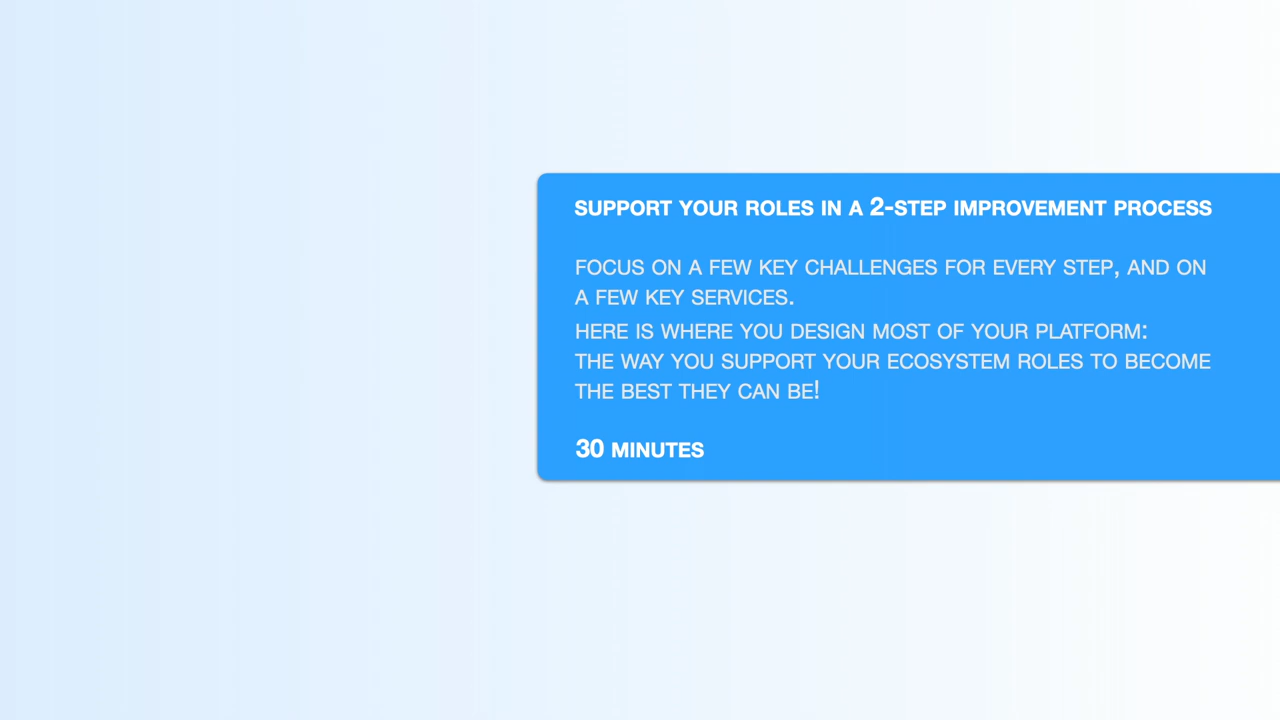 SUPPORT YOUR ROLES IN A 2-STEP IMPROVEMENT PROCESS
FOCUS ON A FEW KEY CHALLENGES FOR EVERY STEP, AND ON
A FEW KEY SERVICES.
HERE IS WHERE YOU DESIGN MOST OF YOUR PLATFORM:
THE WAY YOU SUPPORT YOUR ECOSYSTEM ROLES TO BECOME
THE BEST THEY CAN BE!
30 MINUTES